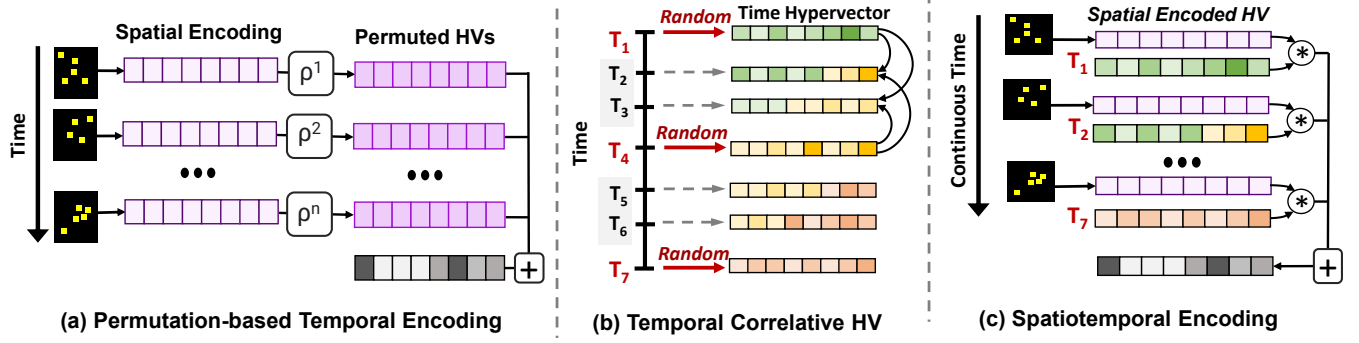 Spatial Encoding
Permuted HVs
Time
ρ¹
ρ²
•••
•••
ρⁿ
+
(a) Permutation-based Temporal Encoding
Random
Time Hypervector
T₁
T₂
T₃
Time
Random
T₄
T₅
T₆
Random
T₇
(b) Temporal Correlative HV
Spatial Encoded HV
Continuous Time
T₁
*
T₂
*
•••
T₇
*
+
(c) Spatiotemporal Encoding